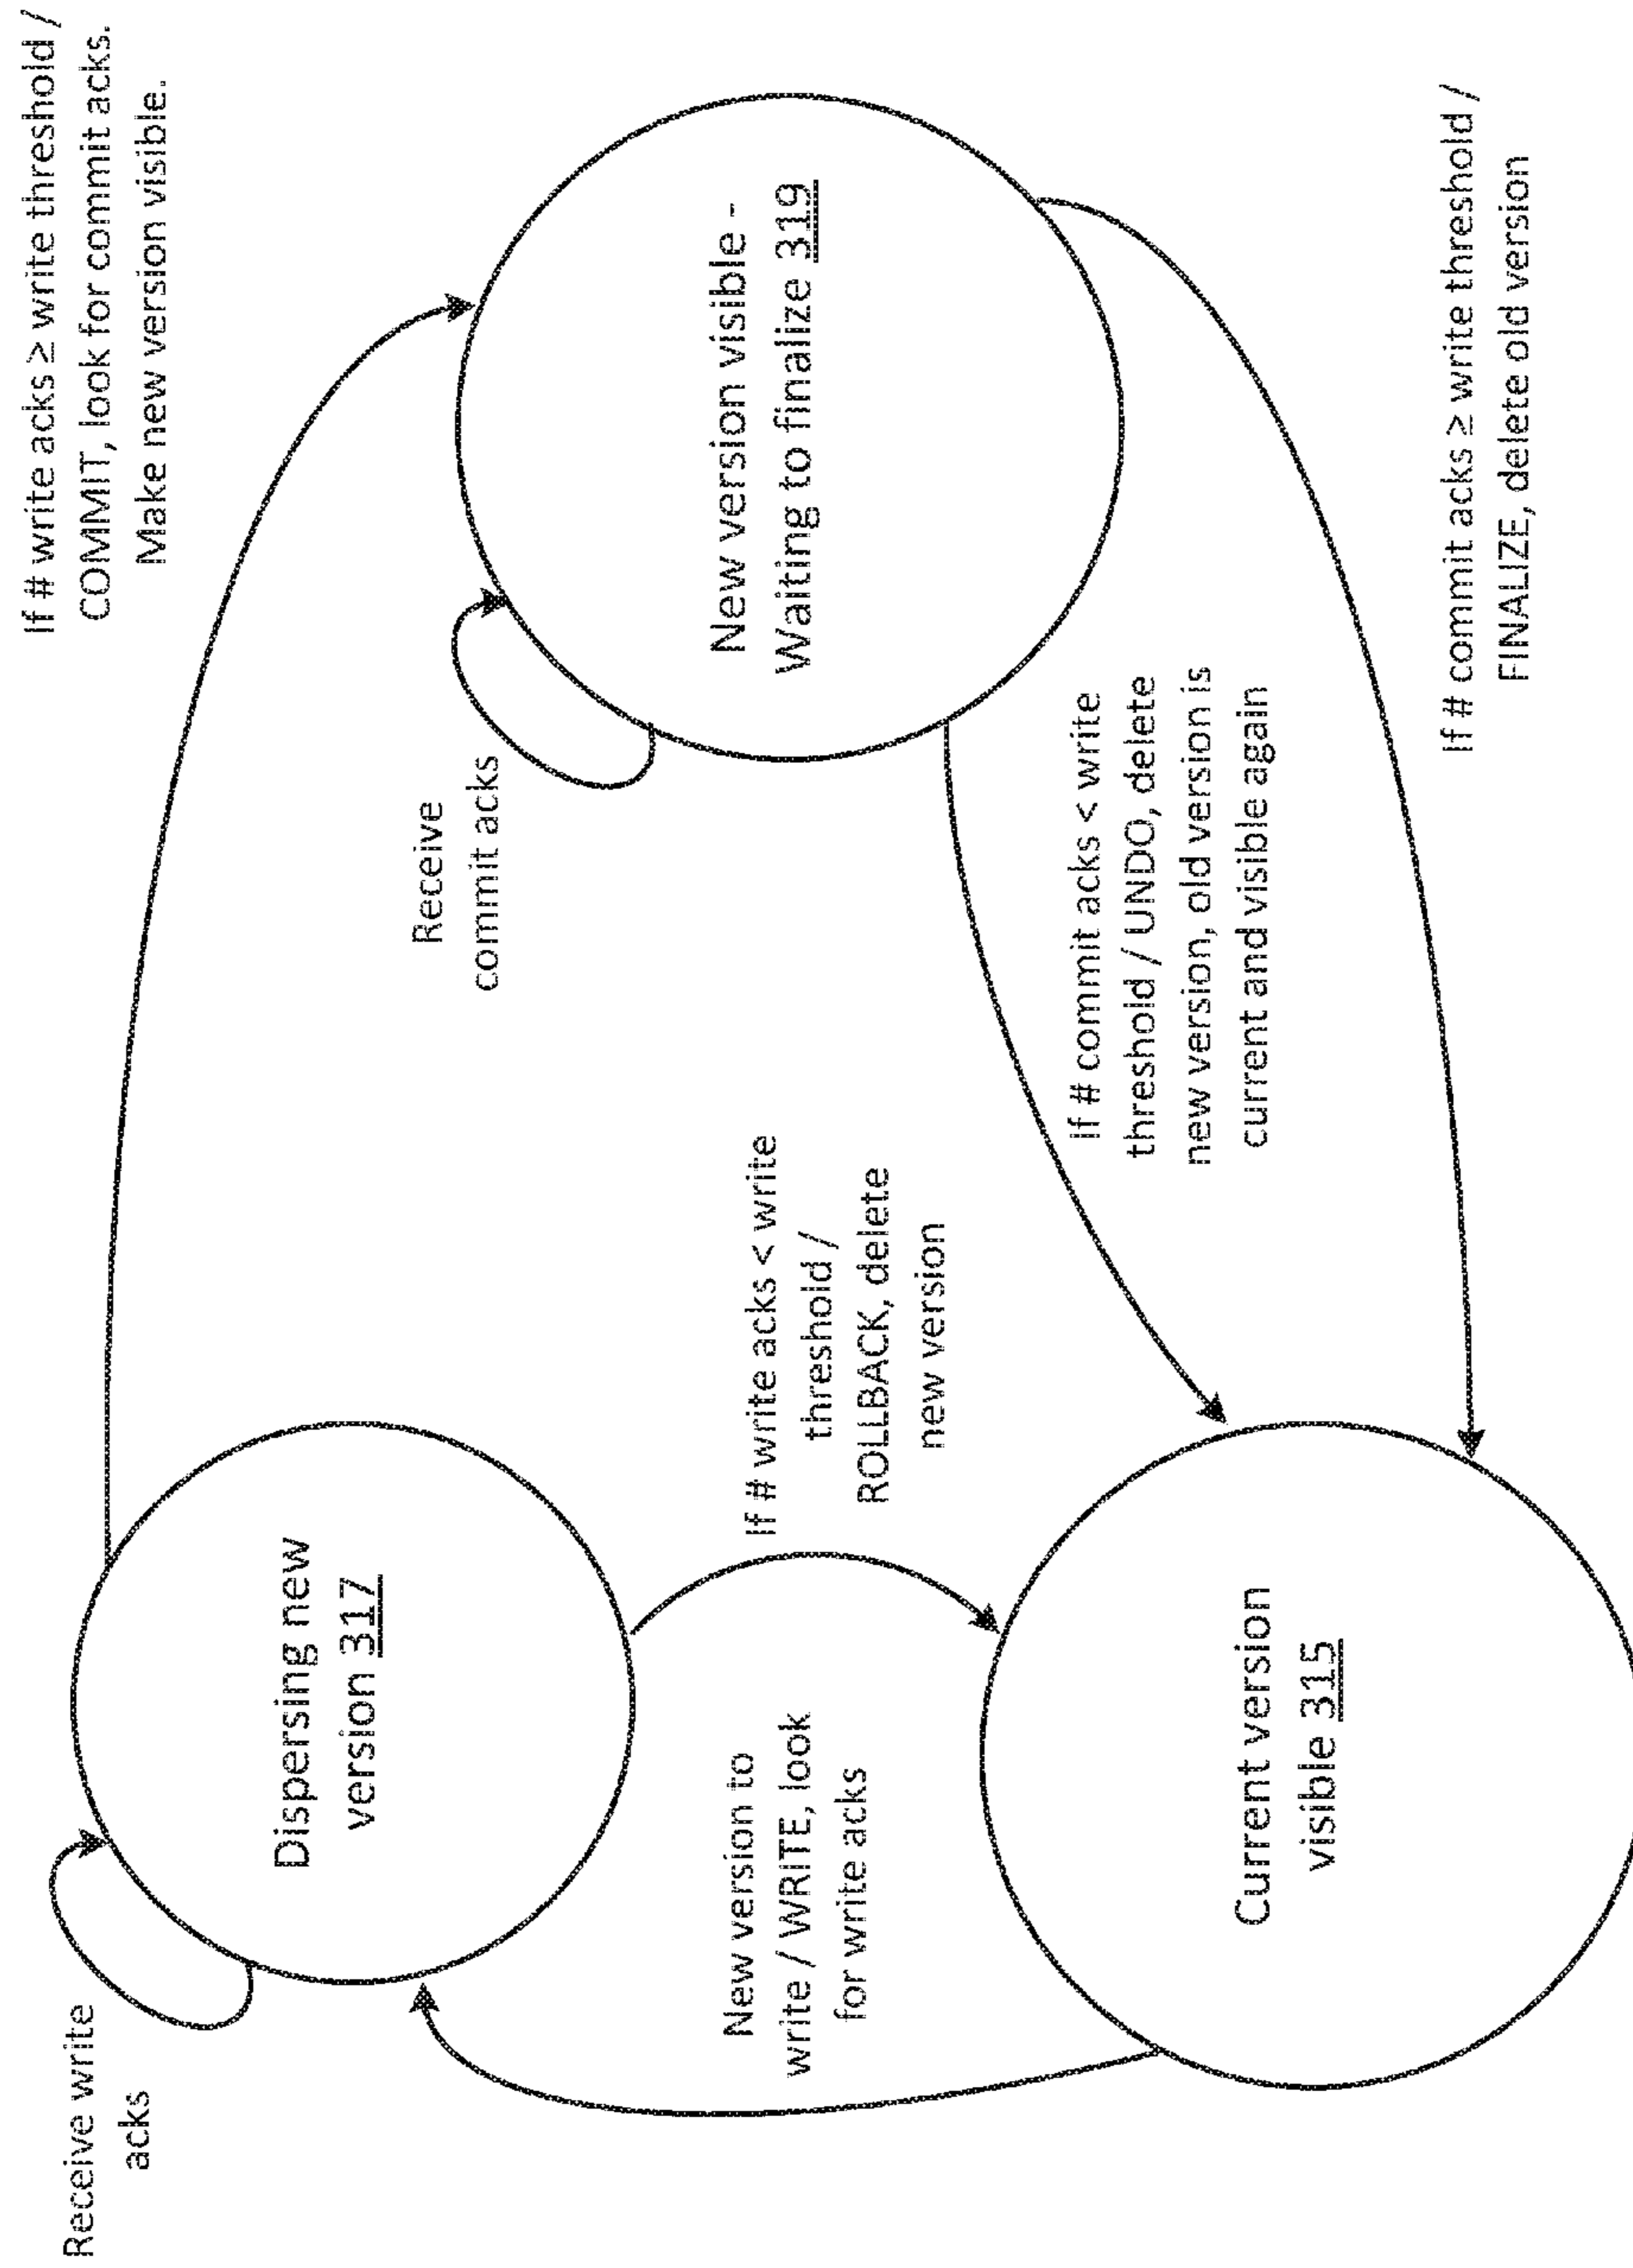 If # write acks ≥ write threshold /
COMMIT, look for commit acks.
Make new version visible.
Receive write
acks
Dispersing new
version 317
Receive
commit acks
New version visible -
Waiting to finalize 319
New version to
write / WRITE, look
for write acks
If # write acks < write
threshold /
ROLLBACK, delete
new version
If # commit acks < write
threshold / UNDO, delete
new version, old version is
current and visible again
Current version
visible 315
If # commit acks ≥ write threshold /
FINALIZE, delete old version